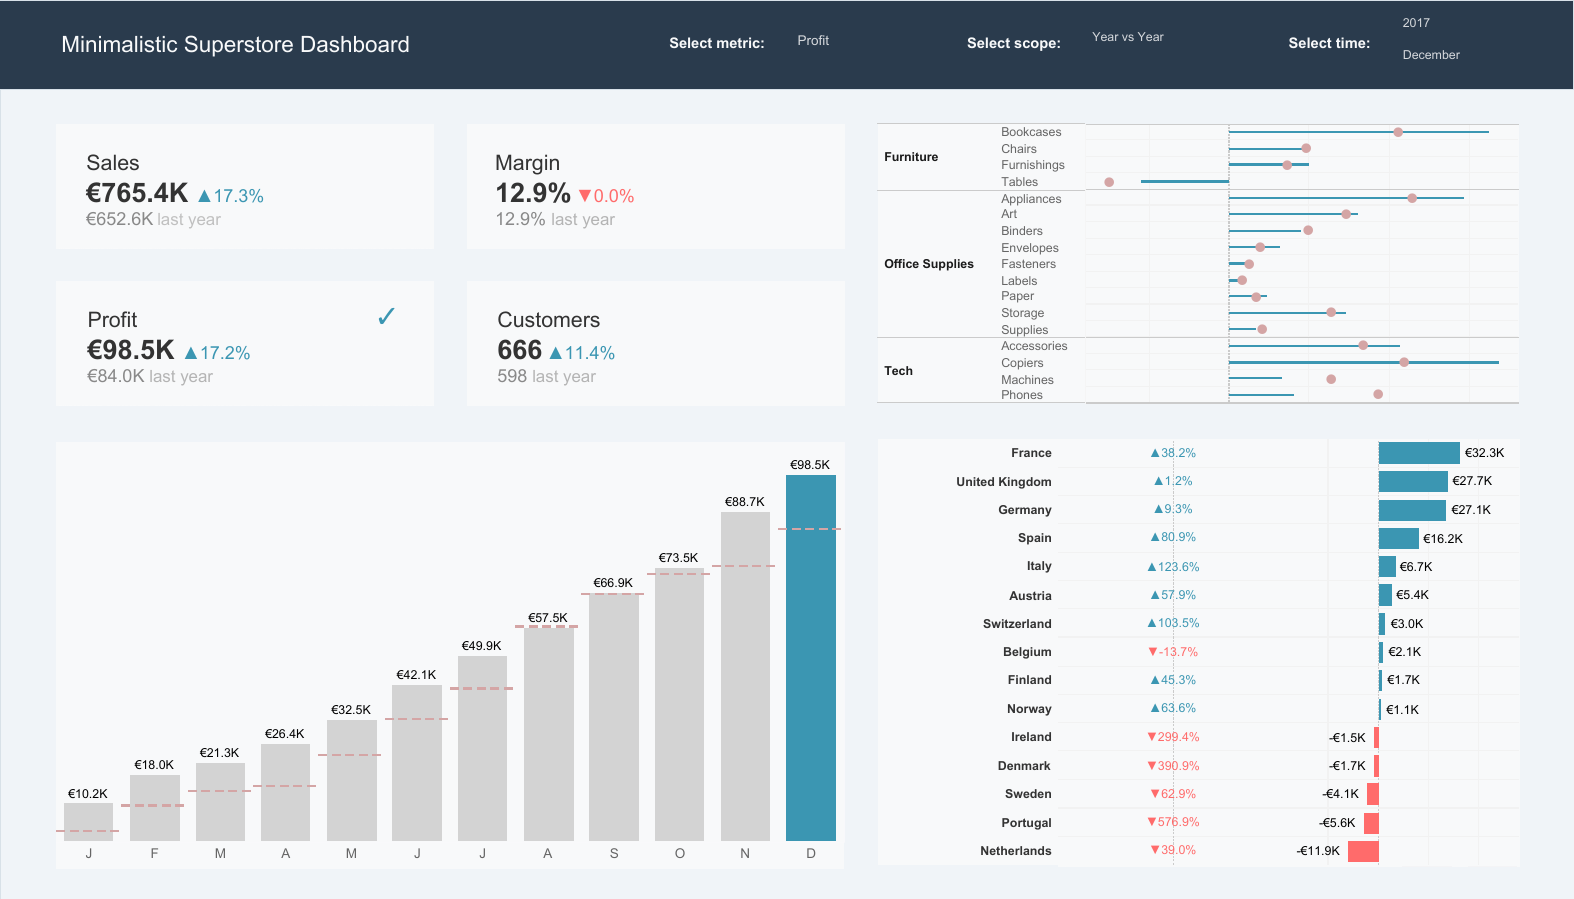 Minimalistic Superstore Dashboard
Select metric:
Profit
Select scope:
Year vs Year
Select time:
2017
December
Sales
€765.4K ▲17.3%
€652.6K last year
Margin
12.9% ▼0.0%
12.9% last year
Profit ✓
€98.5K ▲17.2%
€84.0K last year
Customers
666 ▲11.4%
598 last year
Furniture
Bookcases
Chairs
Furnishings
Tables
Office Supplies
Appliances
Art
Binders
Envelopes
Fasteners
Labels
Paper
Storage
Supplies
Tech
Accessories
Copiers
Machines
Phones
€10.2K
€18.0K
€21.3K
€26.4K
€32.5K
€42.1K
€49.9K
€57.5K
€66.9K
€73.5K
€88.7K
€98.5K
J F M A M J J A S O N D
France ▲38.2% €32.3K
United Kingdom ▲1.2% €27.7K
Germany ▲9.3% €27.1K
Spain ▲80.9% €16.2K
Italy ▲123.6% €6.7K
Austria ▲57.9% €5.4K
Switzerland ▲103.5% €3.0K
Belgium ▼-13.7% €2.1K
Finland ▲45.3% €1.7K
Norway ▲63.6% €1.1K
Ireland ▼299.4% -€1.5K
Denmark ▼390.9% -€1.7K
Sweden ▼62.9% -€4.1K
Portugal ▼576.9% -€5.6K
Netherlands ▼39.0% -€11.9K